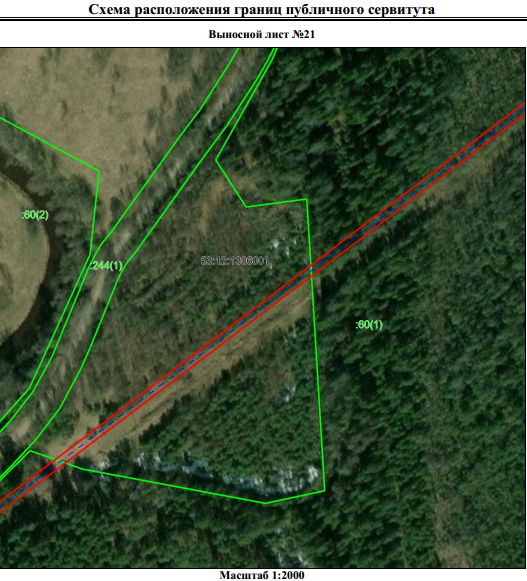 Схема расположения границ публичного сервитута
Выносной лист №21
:60(2)
:244(1)
53:12:1206001
:60(1)
Масштаб 1:2000